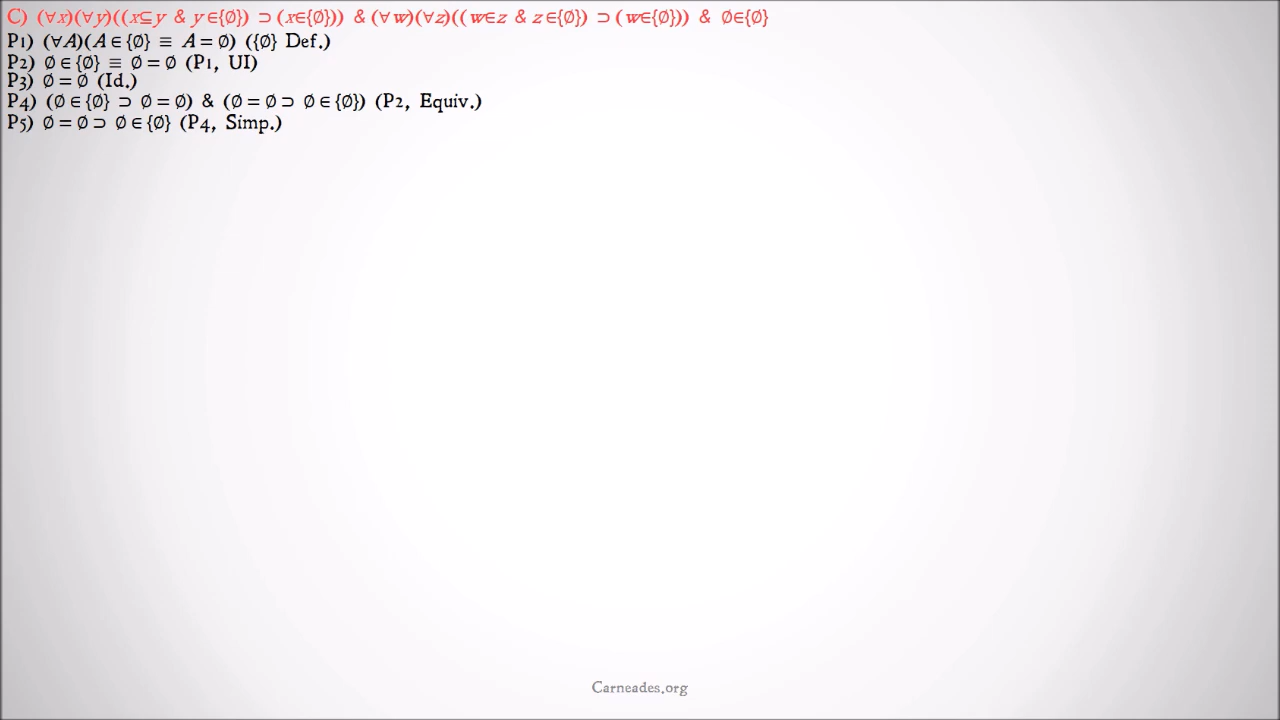 C) (∀x)(∀y)((x⊆y & y∈{∅}) ⊃ (x∈{∅})) & (∀w)(∀z)((w∈z & z∈{∅}) ⊃ (w∈{∅})) & ∅∈{∅}
P1) (∀A)(A∈{∅} ≡ A=∅) ({∅} Def.)
P2) ∅∈{∅} ≡ ∅=∅ (P1, UI)
P3) ∅=∅ (Id.)
P4) (∅∈{∅} ⊃ ∅=∅) & (∅=∅⊃ ∅∈{∅}) (P2, Equiv.)
P5) ∅=∅⊃ ∅∈{∅} (P4, Simp.)
Carneades.org